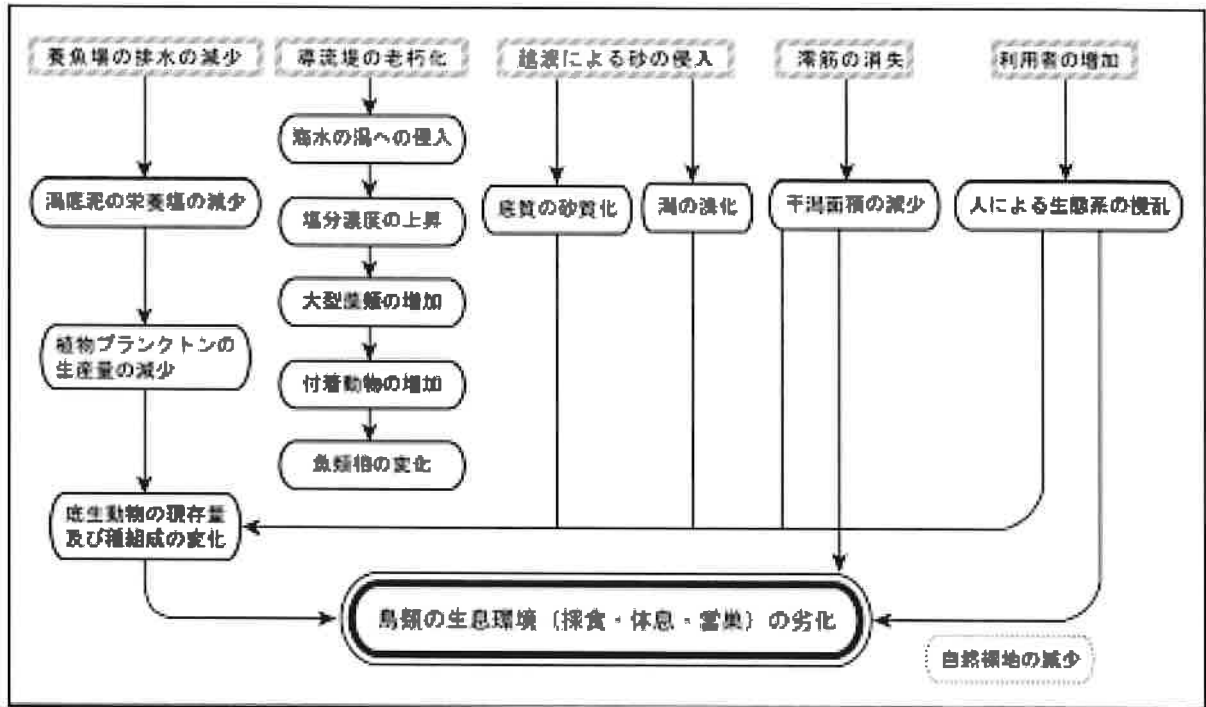 養魚場の排水の減少
導流堤の老朽化
越波による砂の侵入
澪筋の消失
利用者の増加
海水の潟への侵入
潟底泥の栄養塩の減少
底質の砂質化
潟の浅化
干潟面積の減少
人による生態系の撹乱
塩分濃度の上昇
大型藻類の増加
植物プランクトンの
生産量の減少
付着動物の増加
魚類相の変化
底生動物の現存量
及び種組成の変化
鳥類の生息環境(採食・休息・営巣)の劣化
自然裸地の減少